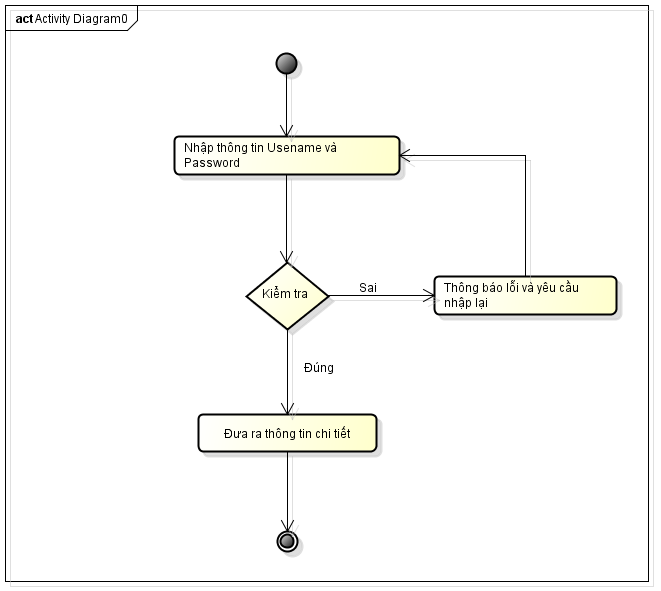 act Activity Diagram0
Nhập thông tin Usename và
Password
Kiểm tra
Sai
Thông báo lỗi và yêu cầu
nhập lại
Đúng
Đưa ra thông tin chi tiết